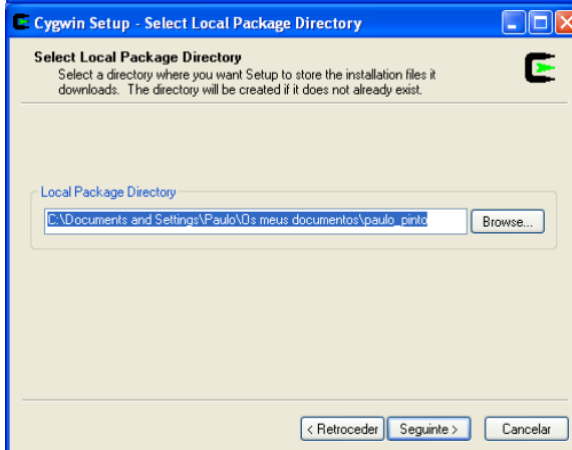 Cygwin Setup - Select Local Package Directory
Select Local Package Directory
Select a directory where you want Setup to store the installation files it
downloads. The directory will be created if it does not already exist.
Local Package Directory
C:\Documents and Settings\Paulo\Os meus documentos\paulo_pinto
Browse...
< Retroceder
Seguinte >
Cancelar